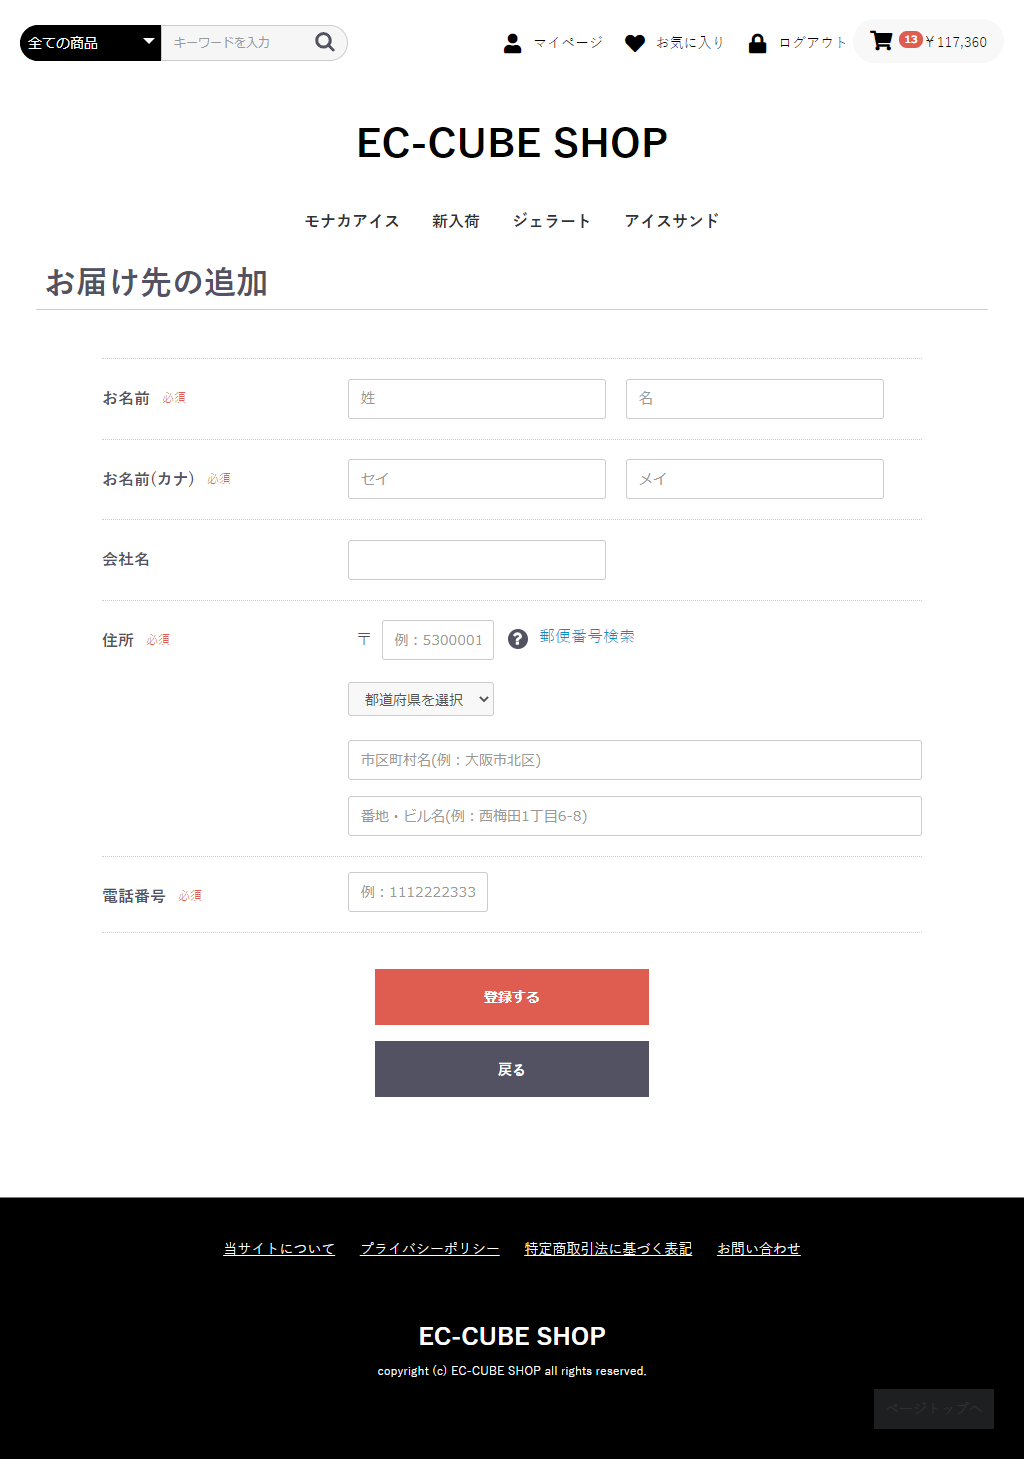 全ての商品 キーワードを入力 マイページ お気に入り ログアウト 13 ￥117,360
EC-CUBE SHOP
モナカアイス 新入荷 ジェラート アイスサンド
お届け先の追加
お名前 必須 姓 名
お名前(カナ) 必須 セイ メイ
会社名
住所 必須 〒 例：5300001 郵便番号検索
都道府県を選択
市区町村名(例：大阪市北区)
番地・ビル名(例：西梅田1丁目6-8)
電話番号 必須 例：1112222333
登録する
戻る
当サイトについて プライバシーポリシー 特定商取引法に基づく表記 お問い合わせ
EC-CUBE SHOP
copyright (c) EC-CUBE SHOP all rights reserved.
ページトップへ